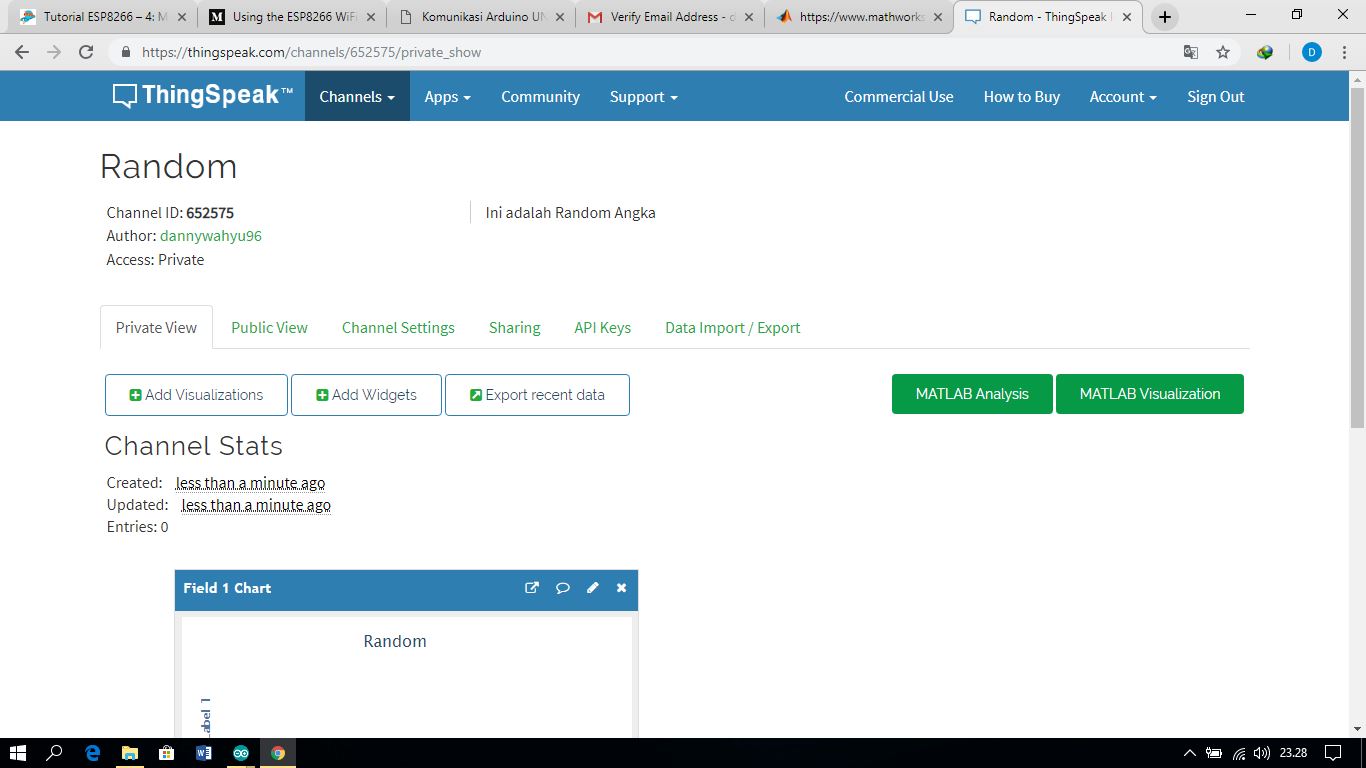 Tutorial ESP8266 – 4: M
Using the ESP8266 WiFi
Komunikasi Arduino UN
Verify Email Address - d
https://www.mathworks
Random - ThingSpeak
https://thingspeak.com/channels/652575/private_show
D
ThingSpeak™ Channels Apps Community Support Commercial Use How to Buy Account Sign Out
Random
Channel ID: 652575
Author: dannywahyu96
Access: Private
Ini adalah Random Angka
Private View Public View Channel Settings Sharing API Keys Data Import / Export
Add Visualizations Add Widgets Export recent data MATLAB Analysis MATLAB Visualization
Channel Stats
Created: less than a minute ago
Updated: less than a minute ago
Entries: 0
Field 1 Chart
Random
23.28